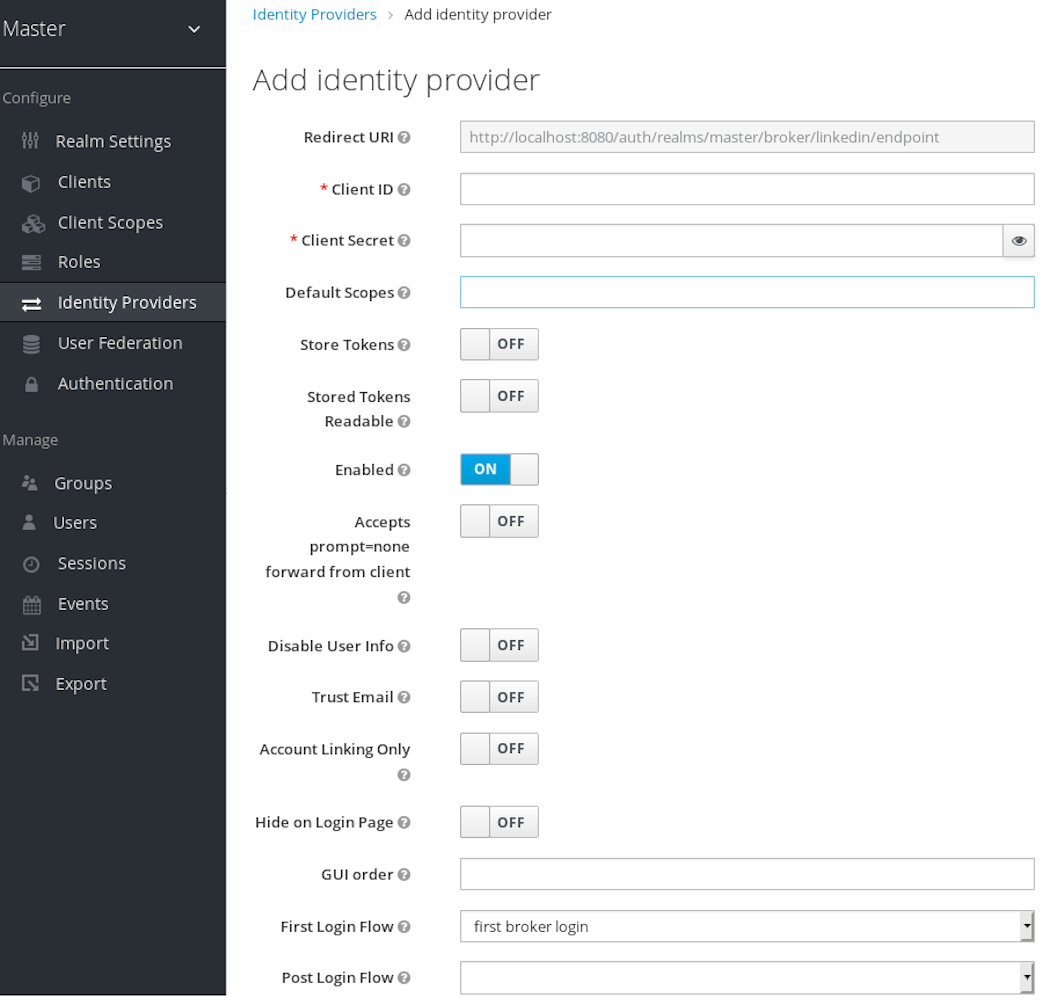 Master
Configure
Realm Settings
Clients
Client Scopes
Roles
Identity Providers
User Federation
Authentication
Manage
Groups
Users
Sessions
Events
Import
Export
Identity Providers > Add identity provider
Add identity provider
Redirect URI ? http://localhost:8080/auth/realms/master/broker/linkedin/endpoint
* Client ID ?
* Client Secret ?
Default Scopes ?
Store Tokens ? OFF
Stored Tokens OFF
Readable ?
Enabled ? ON
Accepts OFF
prompt=none
forward from client
?
Disable User Info ? OFF
Trust Email ? OFF
Account Linking Only OFF
?
Hide on Login Page ? OFF
GUI order ?
First Login Flow ? first broker login
Post Login Flow ?